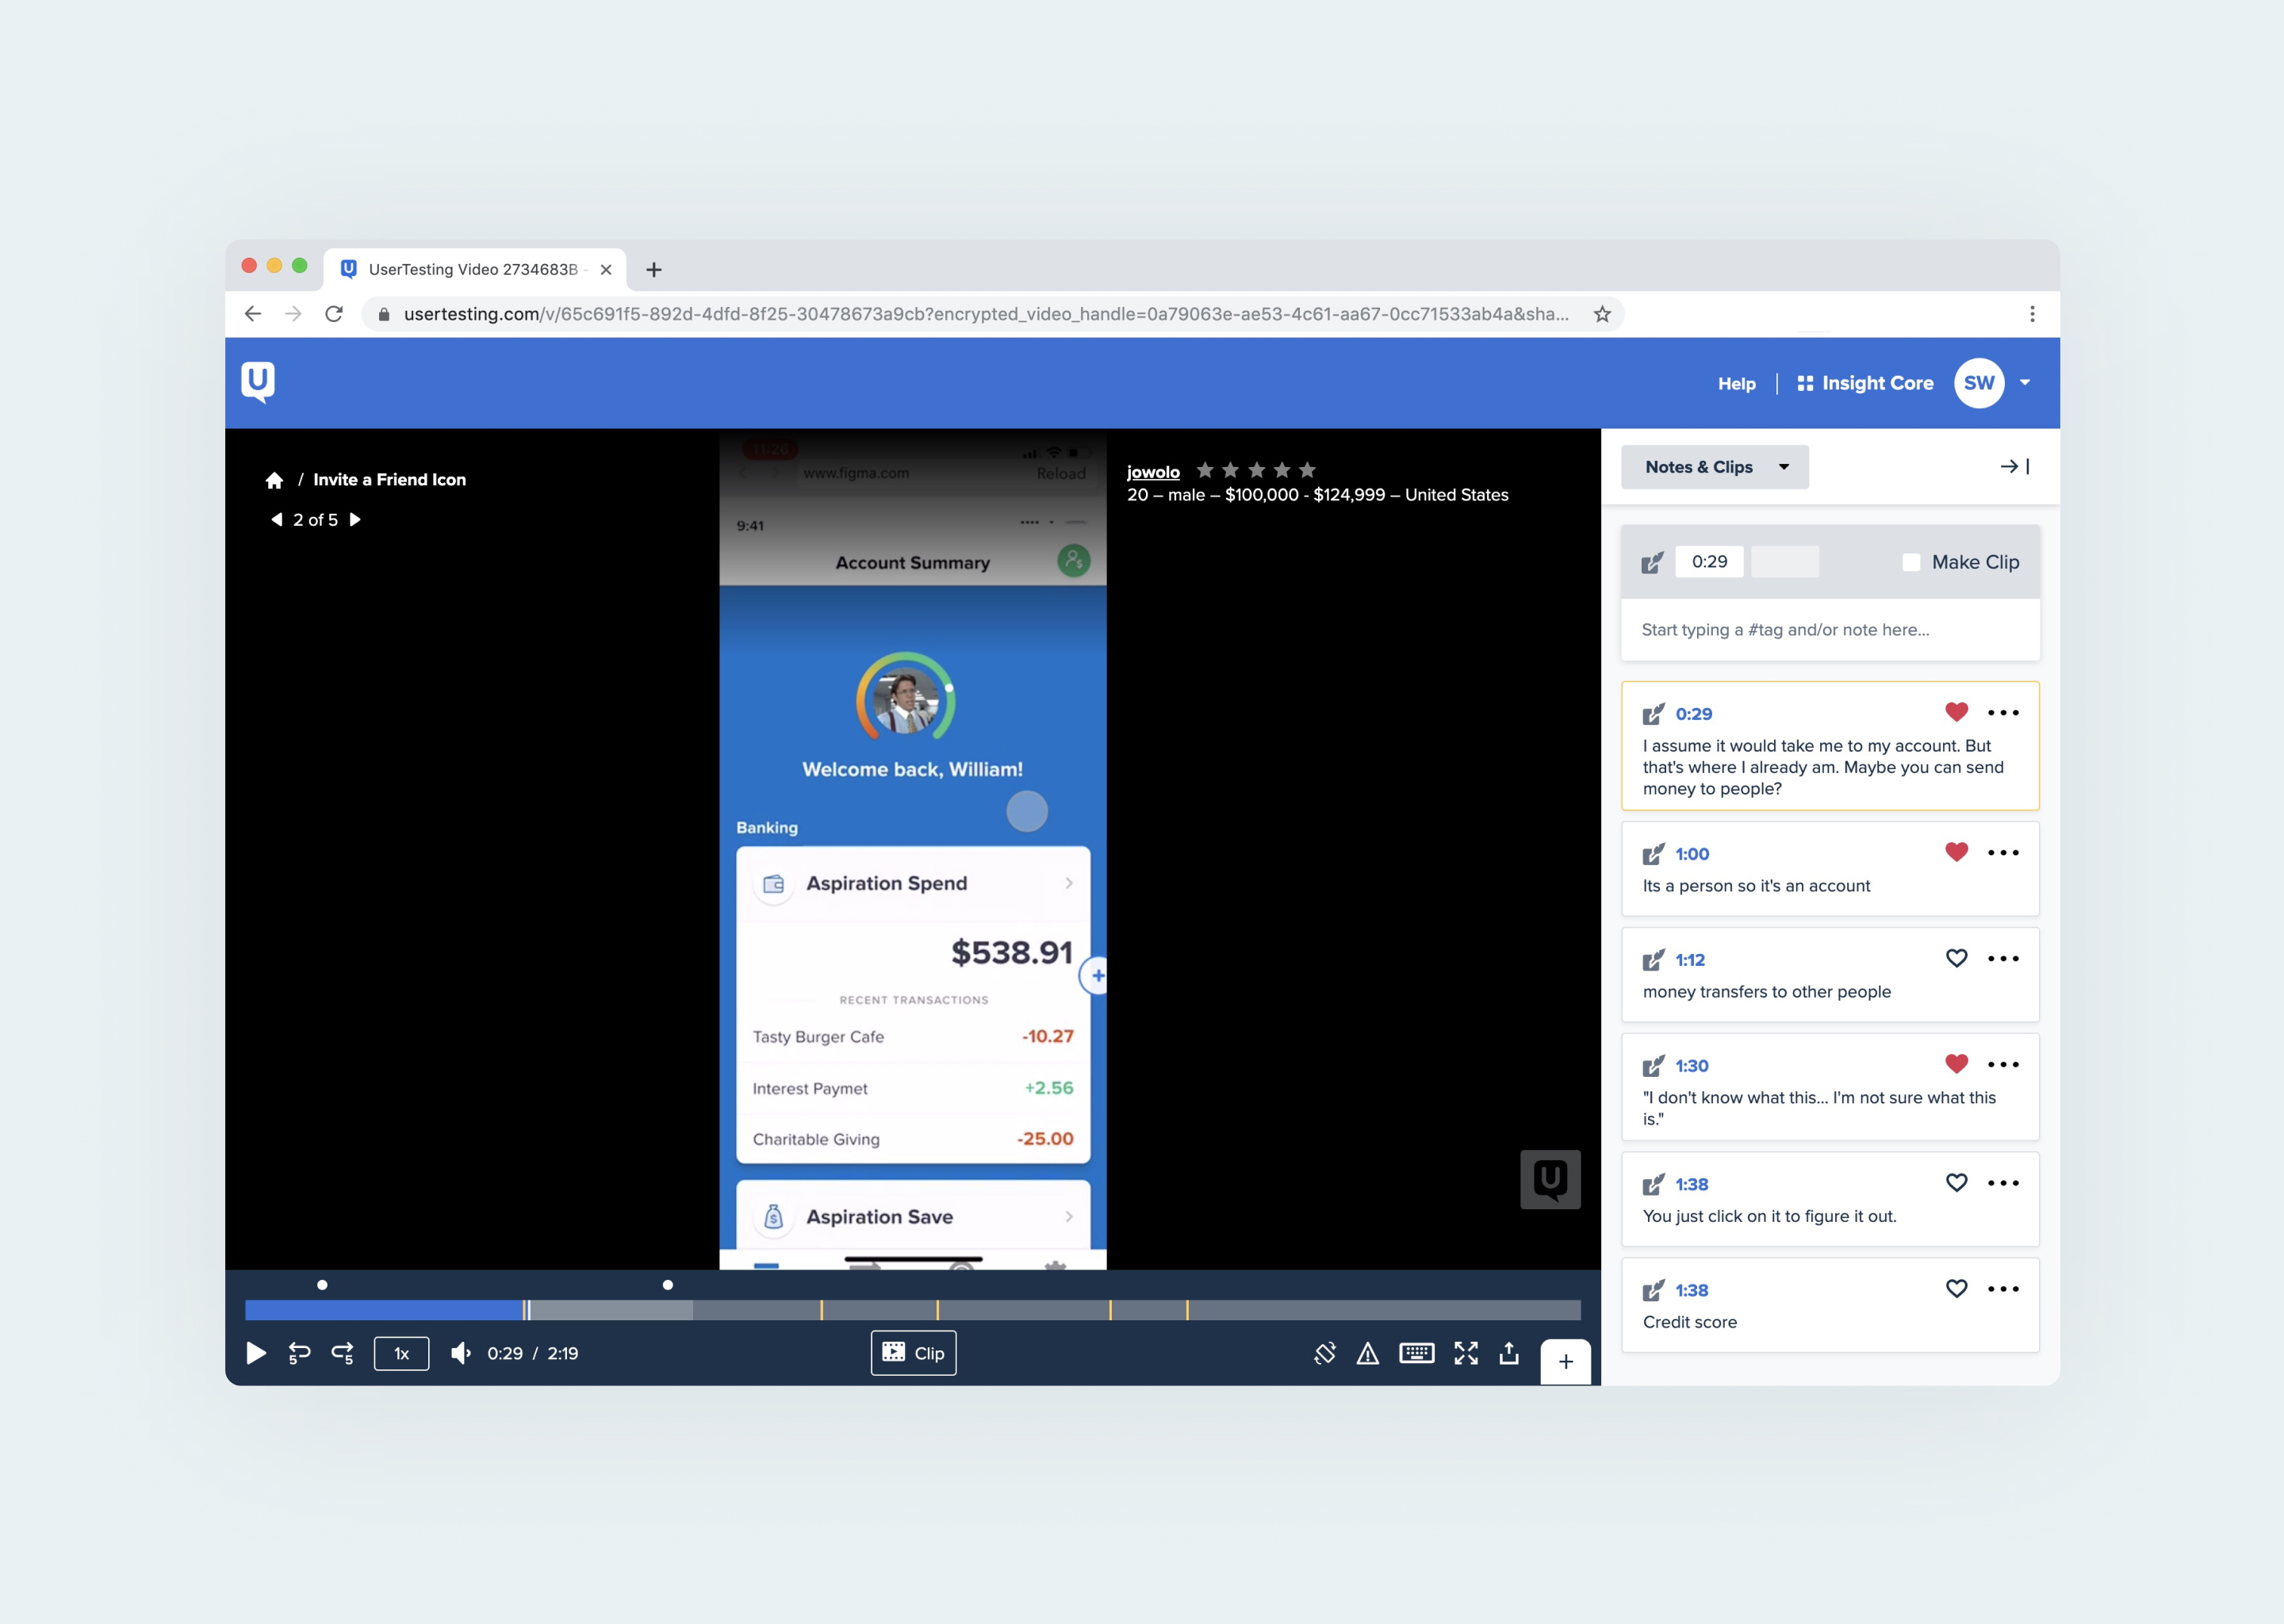 UserTesting Video 2734683B -
usertesting.com/v/65c691f5-892d-4dfd-8f25-30478673a9cb?encrypted_video_handle=0a79063e-ae53-4c61-aa67-0cc71533ab4a&sha...
U
Help
Insight Core
SW
/ Invite a Friend Icon
2 of 5
11:26
www.figma.com
Reload
9:41
Account Summary
Welcome back, William!
Banking
Aspiration Spend
$538.91
RECENT TRANSACTIONS
Tasty Burger Cafe -10.27
Interest Paymet +2.56
Charitable Giving -25.00
Aspiration Save
jowolo
20 – male – $100,000 - $124,999 – United States
U
5
5
1x
0:29 / 2:19
Clip
Notes & Clips
0:29
Make Clip
Start typing a #tag and/or note here...
0:29
I assume it would take me to my account. But
that's where I already am. Maybe you can send
money to people?
1:00
Its a person so it's an account
1:12
money transfers to other people
1:30
"I don't know what this... I'm not sure what this
is."
1:38
You just click on it to figure it out.
1:38
Credit score